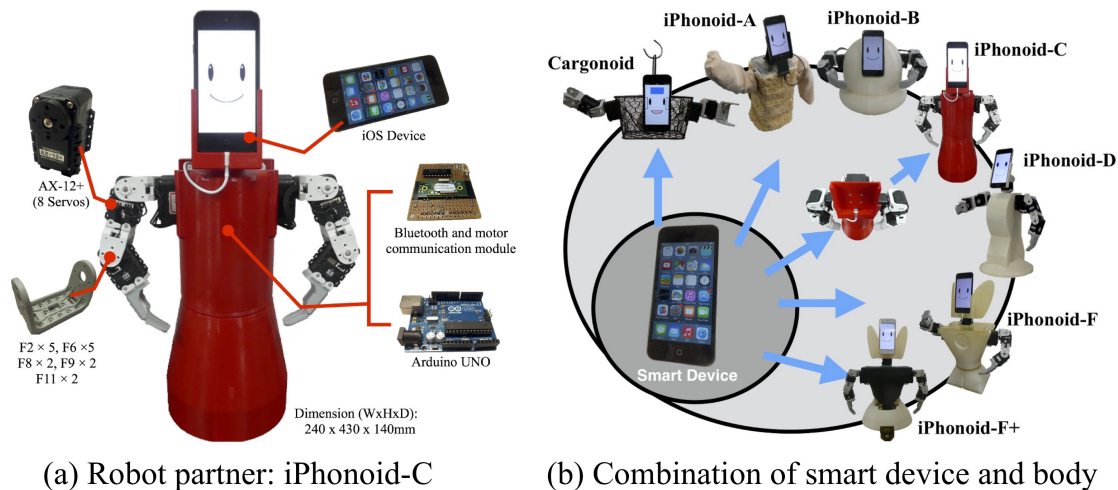 AX-12+
AX-12+
(8 Servos)
iOS Device
Bluetooth and motor
communication module
F2 × 5, F6 ×5
F8 × 2, F9 × 2
F11 × 2
Arduino UNO
Dimension (WxHxD):
240 x 430 x 140mm
(a) Robot partner: iPhonoid-C
Cargonoid
iPhonoid-A
iPhonoid-B
iPhonoid-C
iPhonoid-D
iPhonoid-F
iPhonoid-F+
Smart Device
(b) Combination of smart device and body